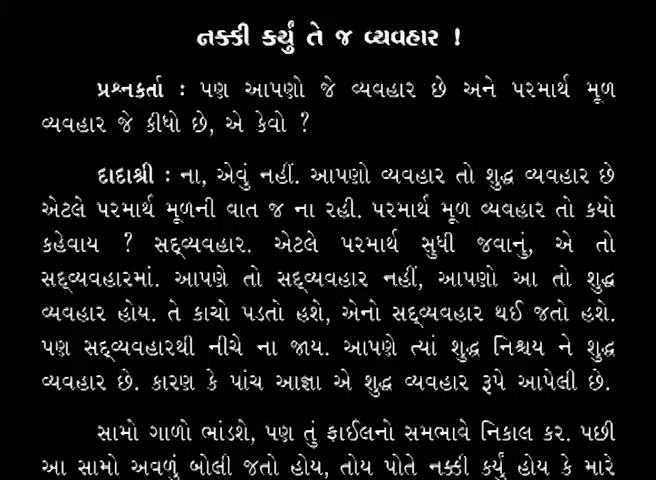 નક્કી કર્યું તે જ વ્યવહાર !
પ્રશ્નકર્તા : પણ આપણો જે વ્યવહાર છે અને પરમાર્થ મૂળ
વ્યવહાર જે કીધો છે, એ કેવો ?
દાદાશ્રી : ના, એવું નહીં. આપણો વ્યવહાર તો શુદ્ધ વ્યવહાર છે
એટલે પરમાર્થ મૂળની વાત જ ના રહી. પરમાર્થ મૂળ વ્યવહાર તો કયો
કહેવાય ? સદ્વ્યવહાર. એટલે પરમાર્થ સુધી જવાનું, એ તો
સદ્વ્યવહારમાં. આપણે તો સદ્વ્યવહાર નહીં, આપણો આ તો શુદ્ધ
વ્યવહાર હોય. તે કાચો પડતો હશે, એનો સદ્વ્યવહાર થઈ જતો હશે.
પણ સદ્વ્યવહારથી નીચે ના જાય. આપણે ત્યાં શુદ્ધ નિશ્ચય ને શુદ્ધ
વ્યવહાર છે. કારણ કે પાંચ આજ્ઞા એ શુદ્ધ વ્યવહાર રૂપે આપેલી છે.
સામો ગાળો ભાંડશે, પણ તું ફાઈલનો સમભાવે નિકાલ કર. પછી
આ સામો અવળું બોલી જતો હોય, તોય પોતે નક્કી કર્યું હોય કે મારે